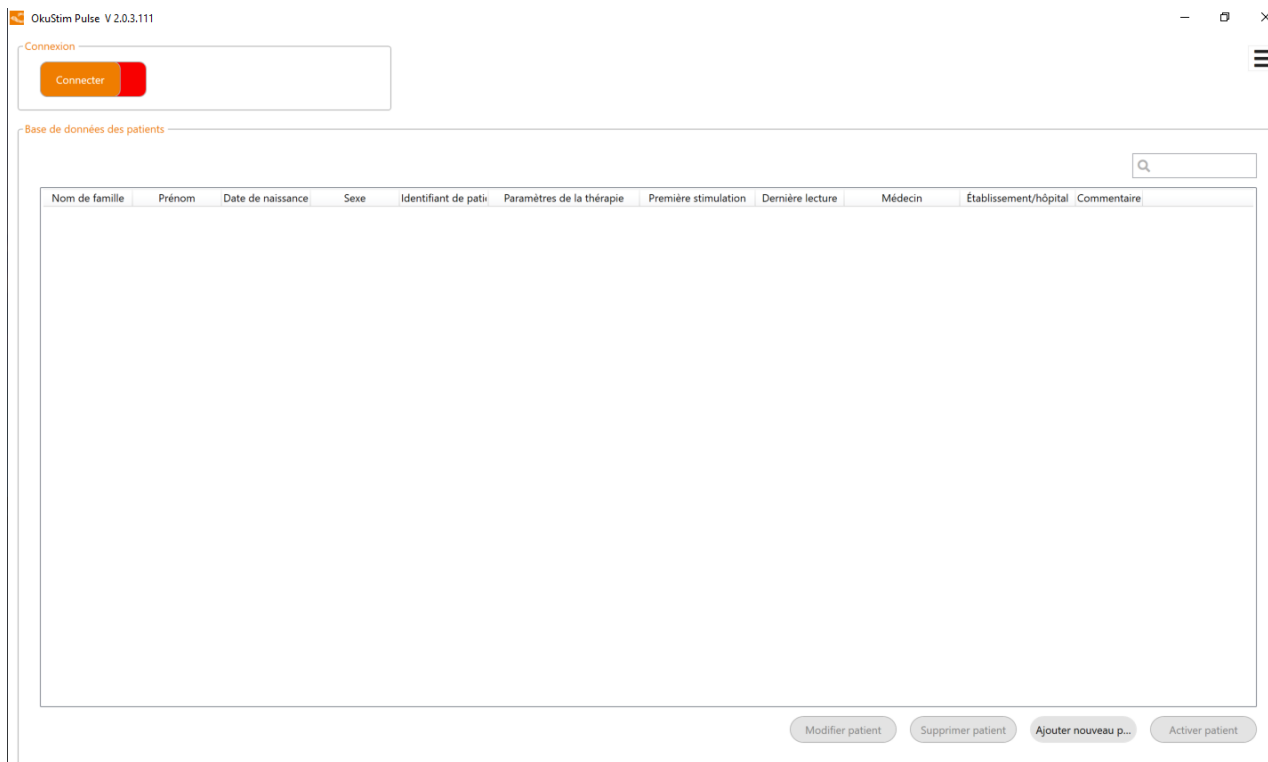 OkuStim Pulse V 2.0.3.111
Connexion
Connecter
Base de données des patients
Nom de famille Prénom Date de naissance Sexe Identifiant de patie Paramètres de la thérapie Première stimulation Dernière lecture Médecin Établissement/hôpital Commentaire
Modifier patient Supprimer patient Ajouter nouveau p... Activer patient